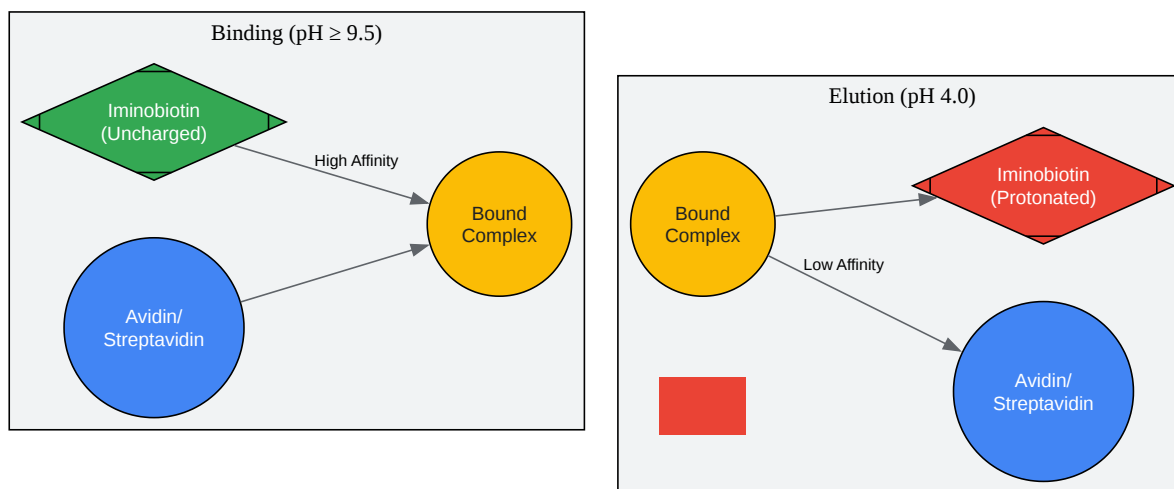 Binding (pH ≥ 9.5)
Iminobiotin
(Uncharged)
High Affinity
Bound
Complex
Avidin/
Streptavidin
Elution (pH 4.0)
Iminobiotin
(Protonated)
Bound
Complex
Low Affinity
Avidin/
Streptavidin